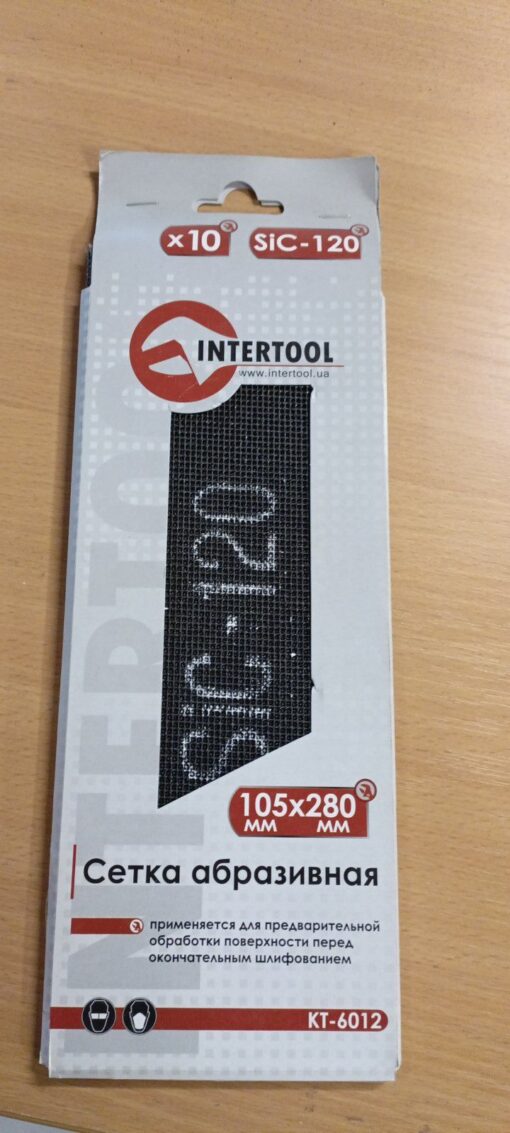 x10
SiC-120
INTERTOOL
www.intertool.ua
INTERTOOL
SiC-120
105x280
мм мм
Сетка абразивная
применяется для предварительной
обработки поверхности перед
окончательным шлифованием
KT-6012